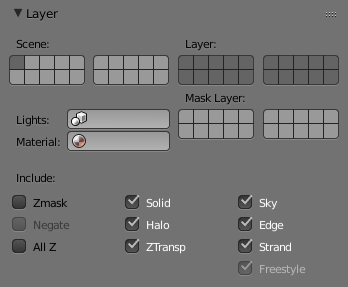 Layer
Scene: Layer:
Mask Layer:
Lights:
Material:
Include:
Zmask Solid Sky
Negate Halo Edge
All Z ZTransp Strand
Freestyle